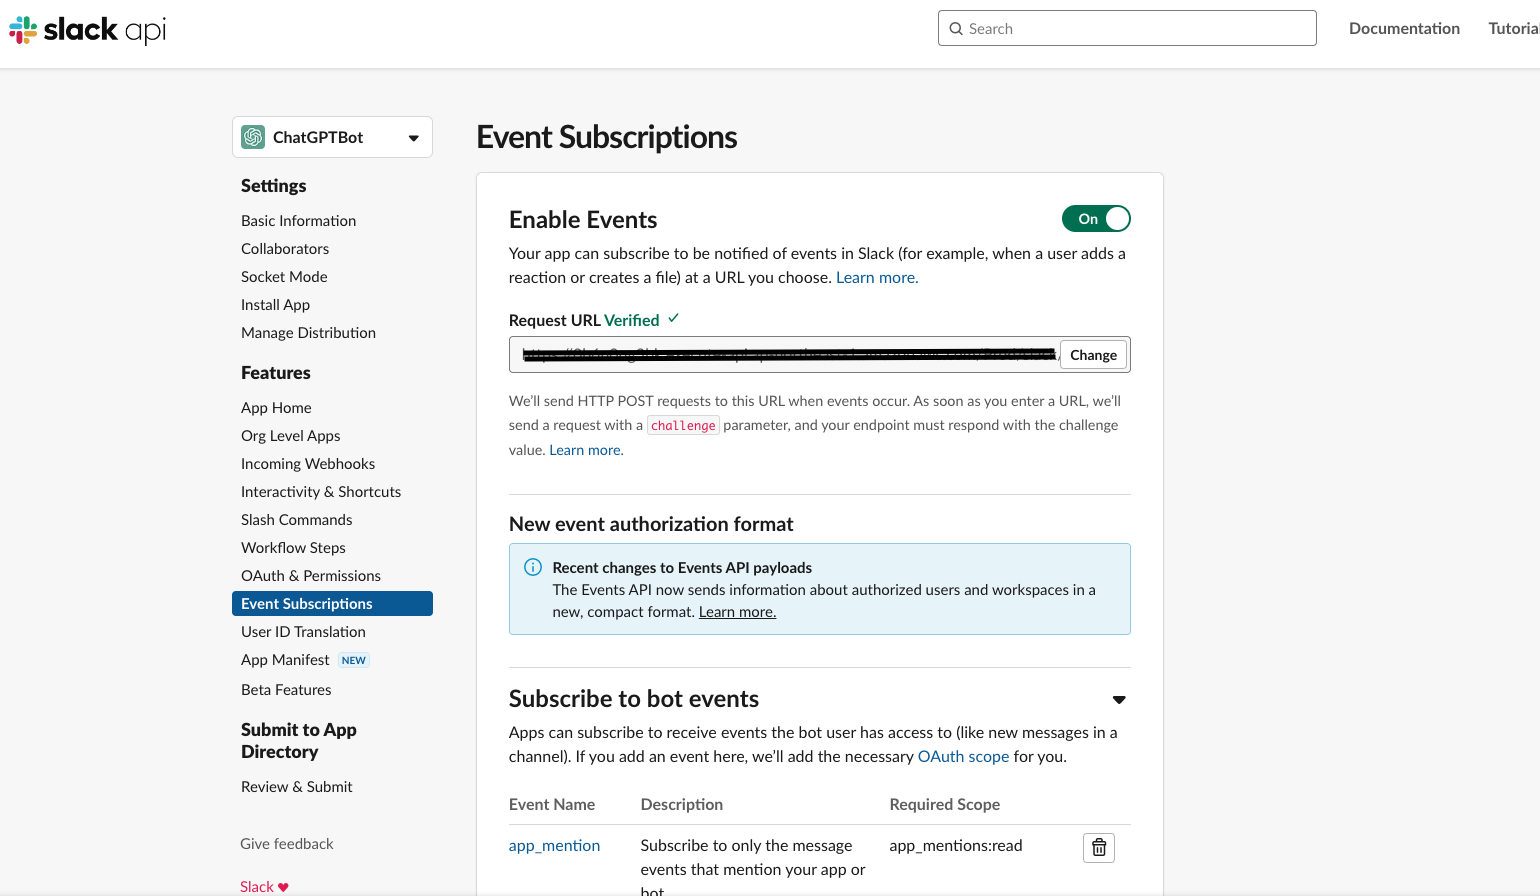 slack api
Search
Documentation
Tutorial
ChatGPTBot
Settings
Basic Information
Collaborators
Socket Mode
Install App
Manage Distribution
Features
App Home
Org Level Apps
Incoming Webhooks
Interactivity & Shortcuts
Slash Commands
Workflow Steps
OAuth & Permissions
Event Subscriptions
User ID Translation
App Manifest NEW
Beta Features
Submit to App
Directory
Review & Submit
Give feedback
Slack ♥
Event Subscriptions
Enable Events
On
Your app can subscribe to be notified of events in Slack (for example, when a user adds a
reaction or creates a file) at a URL you choose. Learn more.
Request URL Verified ✓
Change
We'll send HTTP POST requests to this URL when events occur. As soon as you enter a URL, we'll
send a request with a challenge parameter, and your endpoint must respond with the challenge
value. Learn more.
New event authorization format
Recent changes to Events API payloads
The Events API now sends information about authorized users and workspaces in a
new, compact format. Learn more.
Subscribe to bot events
Apps can subscribe to receive events the bot user has access to (like new messages in a
channel). If you add an event here, we'll add the necessary OAuth scope for you.
Event Name Description Required Scope
app_mention Subscribe to only the message app_mentions:read
events that mention your app or
bot